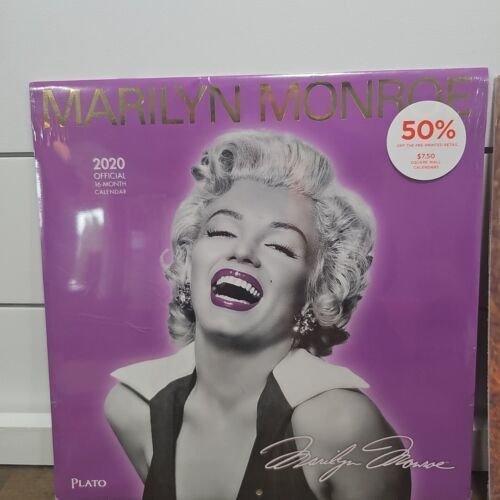 MARILYN MONROE
50%
OFF THE PRE-PRINTED RETAIL
$7.50
SQUARE WALL
CALENDARS
2020
OFFICIAL
16 MONTH
CALENDAR
Marilyn Monroe
PLATO